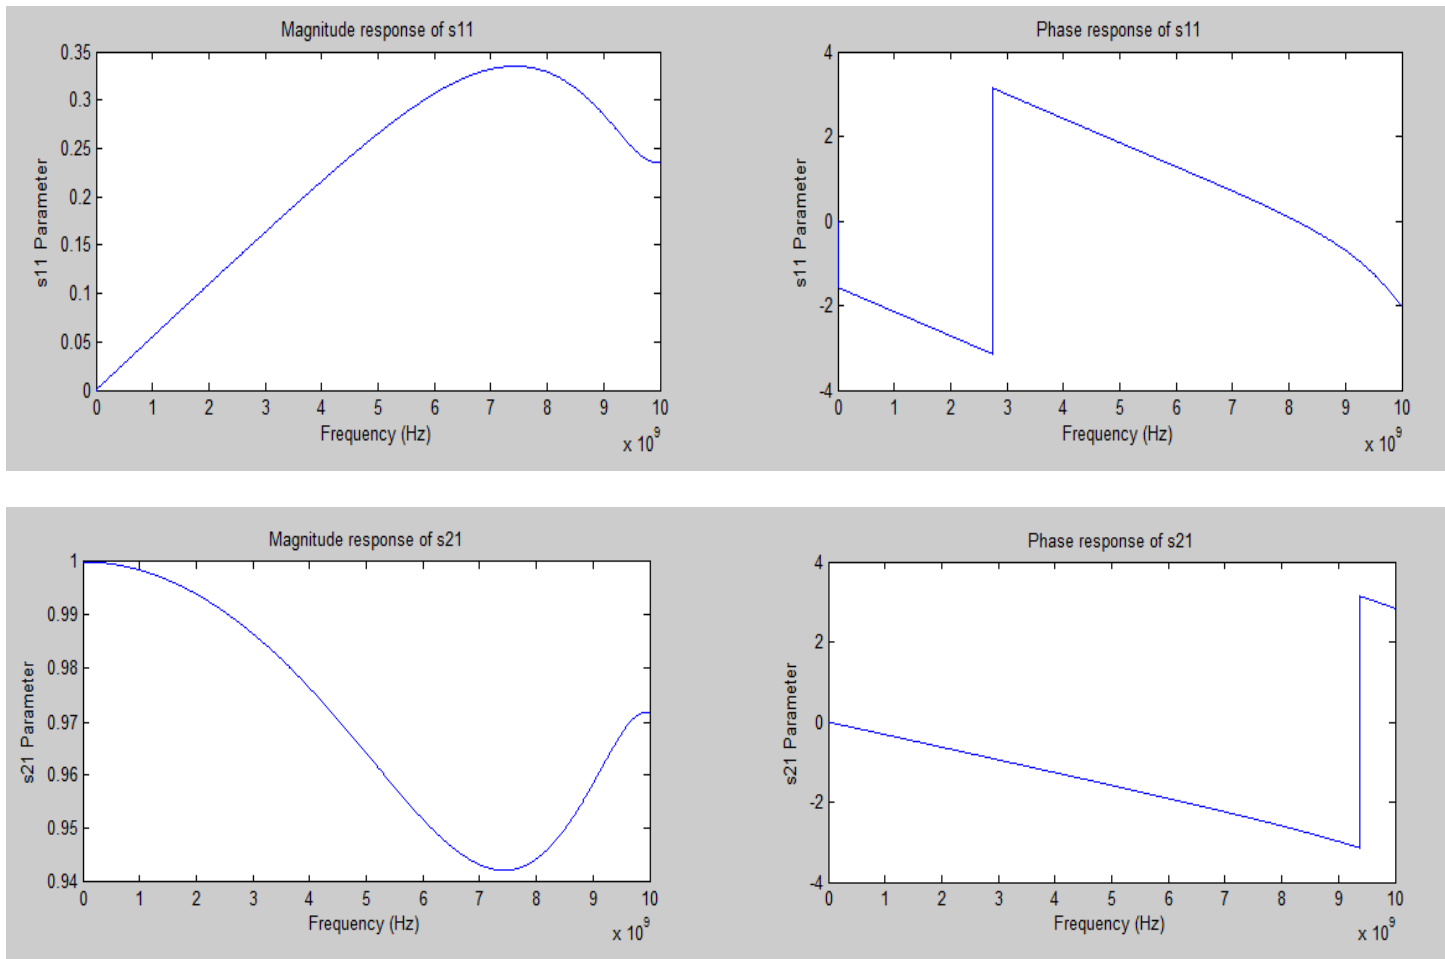 Magnitude response of s11
0.35
0.3
0.25
0.2
0.15
0.1
0.05
0
s11 Parameter
0 1 2 3 4 5 6 7 8 9 10
Frequency (Hz)
x 10^9
Phase response of s11
4
2
0
-2
-4
s11 Parameter
0 1 2 3 4 5 6 7 8 9 10
Frequency (Hz)
x 10^9
Magnitude response of s21
1
0.99
0.98
0.97
0.96
0.95
0.94
s21 Parameter
0 1 2 3 4 5 6 7 8 9 10
Frequency (Hz)
x 10^9
Phase response of s21
4
2
0
-2
-4
s21 Parameter
0 1 2 3 4 5 6 7 8 9 10
Frequency (Hz)
x 10^9